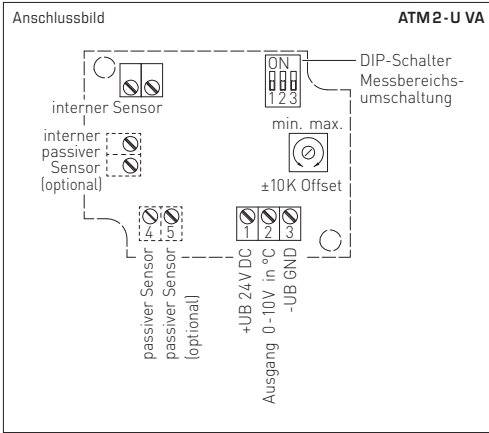 Anschlussbild
ATM2-U VA
ON
1 2 3
DIP-Schalter
Messbereichs-
umschaltung
interner Sensor
interner
passiver
Sensor
(optional)
min. max.
±10K Offset
4
5
1
2
3
passiver Sensor
passiver Sensor
(optional)
+UB 24V DC
Ausgang 0-10V in °C
-UB GND